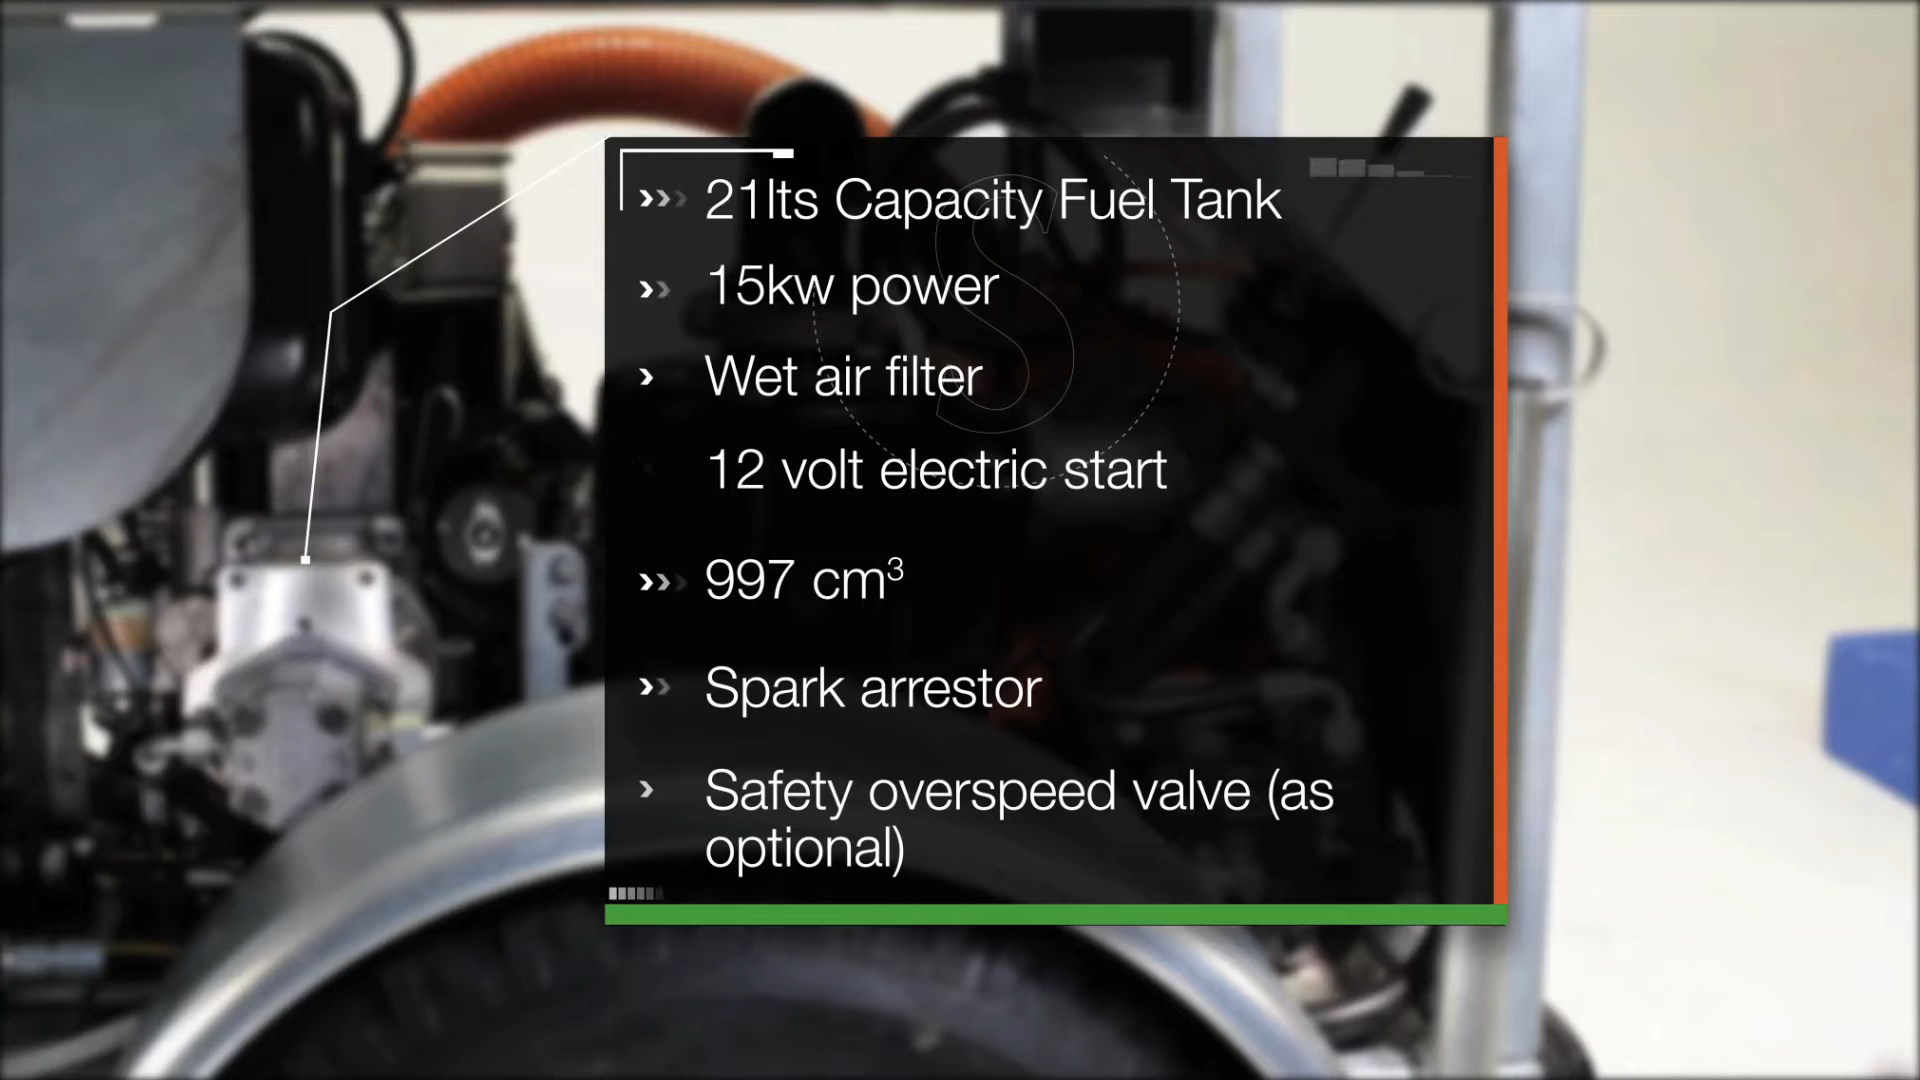 21lts Capacity Fuel Tank
15kw power
Wet air filter
12 volt electric start
997 cm³
Spark arrestor
Safety overspeed valve (as
optional)